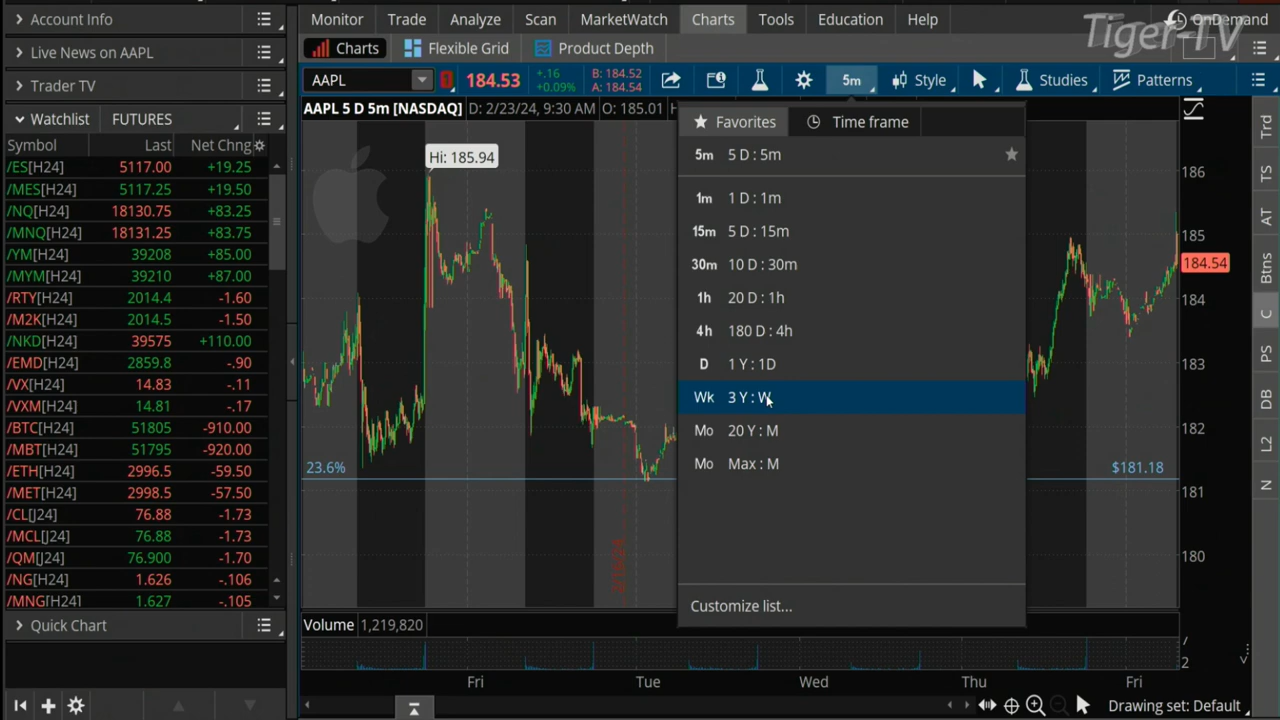 Account Info
Live News on AAPL
Trader TV
Watchlist FUTURES
Symbol Last Net Chng
/ES[H24] 5117.00 +19.25
/MES[H24] 5117.25 +19.50
/NQ[H24] 18130.75 +83.25
/MNQ[H24] 18131.25 +83.75
/YM[H24] 39208 +85.00
/MYM[H24] 39210 +87.00
/RTY[H24] 2014.4 -1.60
/M2K[H24] 2014.5 -1.50
/NKD[H24] 39575 +110.00
/EMD[H24] 2859.8 -.90
/VX[H24] 14.83 -.11
/VXM[H24] 14.81 -.17
/BTC[H24] 51805 -910.00
/MBT[H24] 51795 -920.00
/ETH[H24] 2996.5 -59.50
/MET[H24] 2998.5 -57.50
/CL[J24] 76.88 -1.73
/MCL[J24] 76.88 -1.73
/QM[J24] 76.900 -1.70
/NG[H24] 1.626 -.106
/MNG[H24] 1.627 -.105
Quick Chart
Monitor Trade Analyze Scan MarketWatch Charts Tools Education Help
OnDemand
Tiger-TV
Charts Flexible Grid Product Depth
AAPL 184.53 +.16 +0.09% B: 184.52 A: 184.54 5m Style Studies Patterns
AAPL 5 D 5m [NASDAQ] D: 2/23/24, 9:30 AM O: 185.01 H
Favorites Time frame
5m 5 D : 5m
1m 1 D : 1m
15m 5 D : 15m
30m 10 D : 30m
1h 20 D : 1h
4h 180 D : 4h
D 1 Y : 1D
Wk 3 Y : W
Mo 20 Y : M
Mo Max : M
Customize list...
Hi: 185.94
23.6%
$181.18
186
185
184.54
184
183
182
181
180
Volume 1,219,820
2
Fri Tue Wed Thu Fri
Drawing set: Default
Trd
TS
AT
Btns
C
PS
DB
L2
N